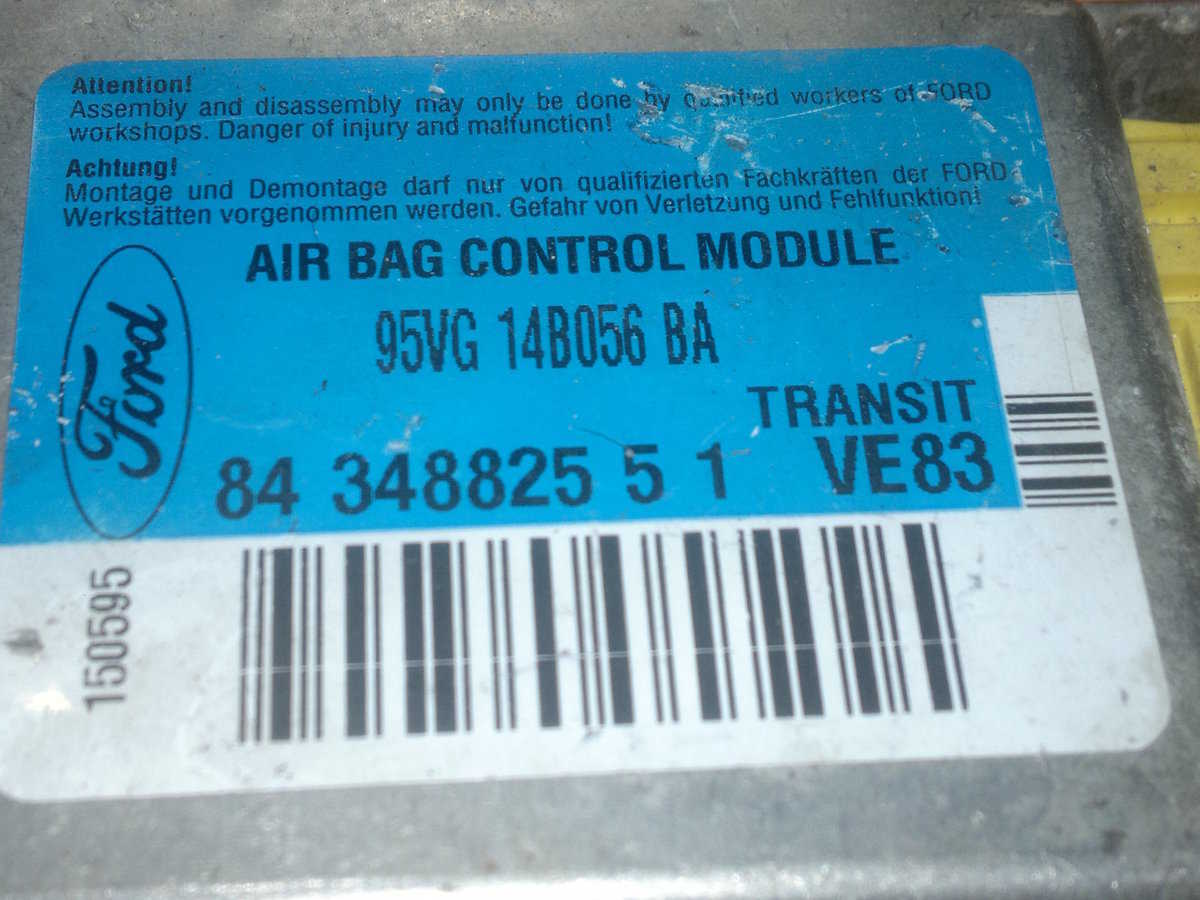 Attention!
Assembly and disassembly may only be done by qualified workers of FORD
workshops. Danger of injury and malfunction!
Achtung!
Montage und Demontage darf nur von qualifizierten Fachkräften der FORD
Werkstätten vorgenommen werden. Gefahr von Verletzung und Fehlfunktion!
AIR BAG CONTROL MODULE
Ford
95VG 14B056 BA
TRANSIT
84 348825 5 1 VE83
150595